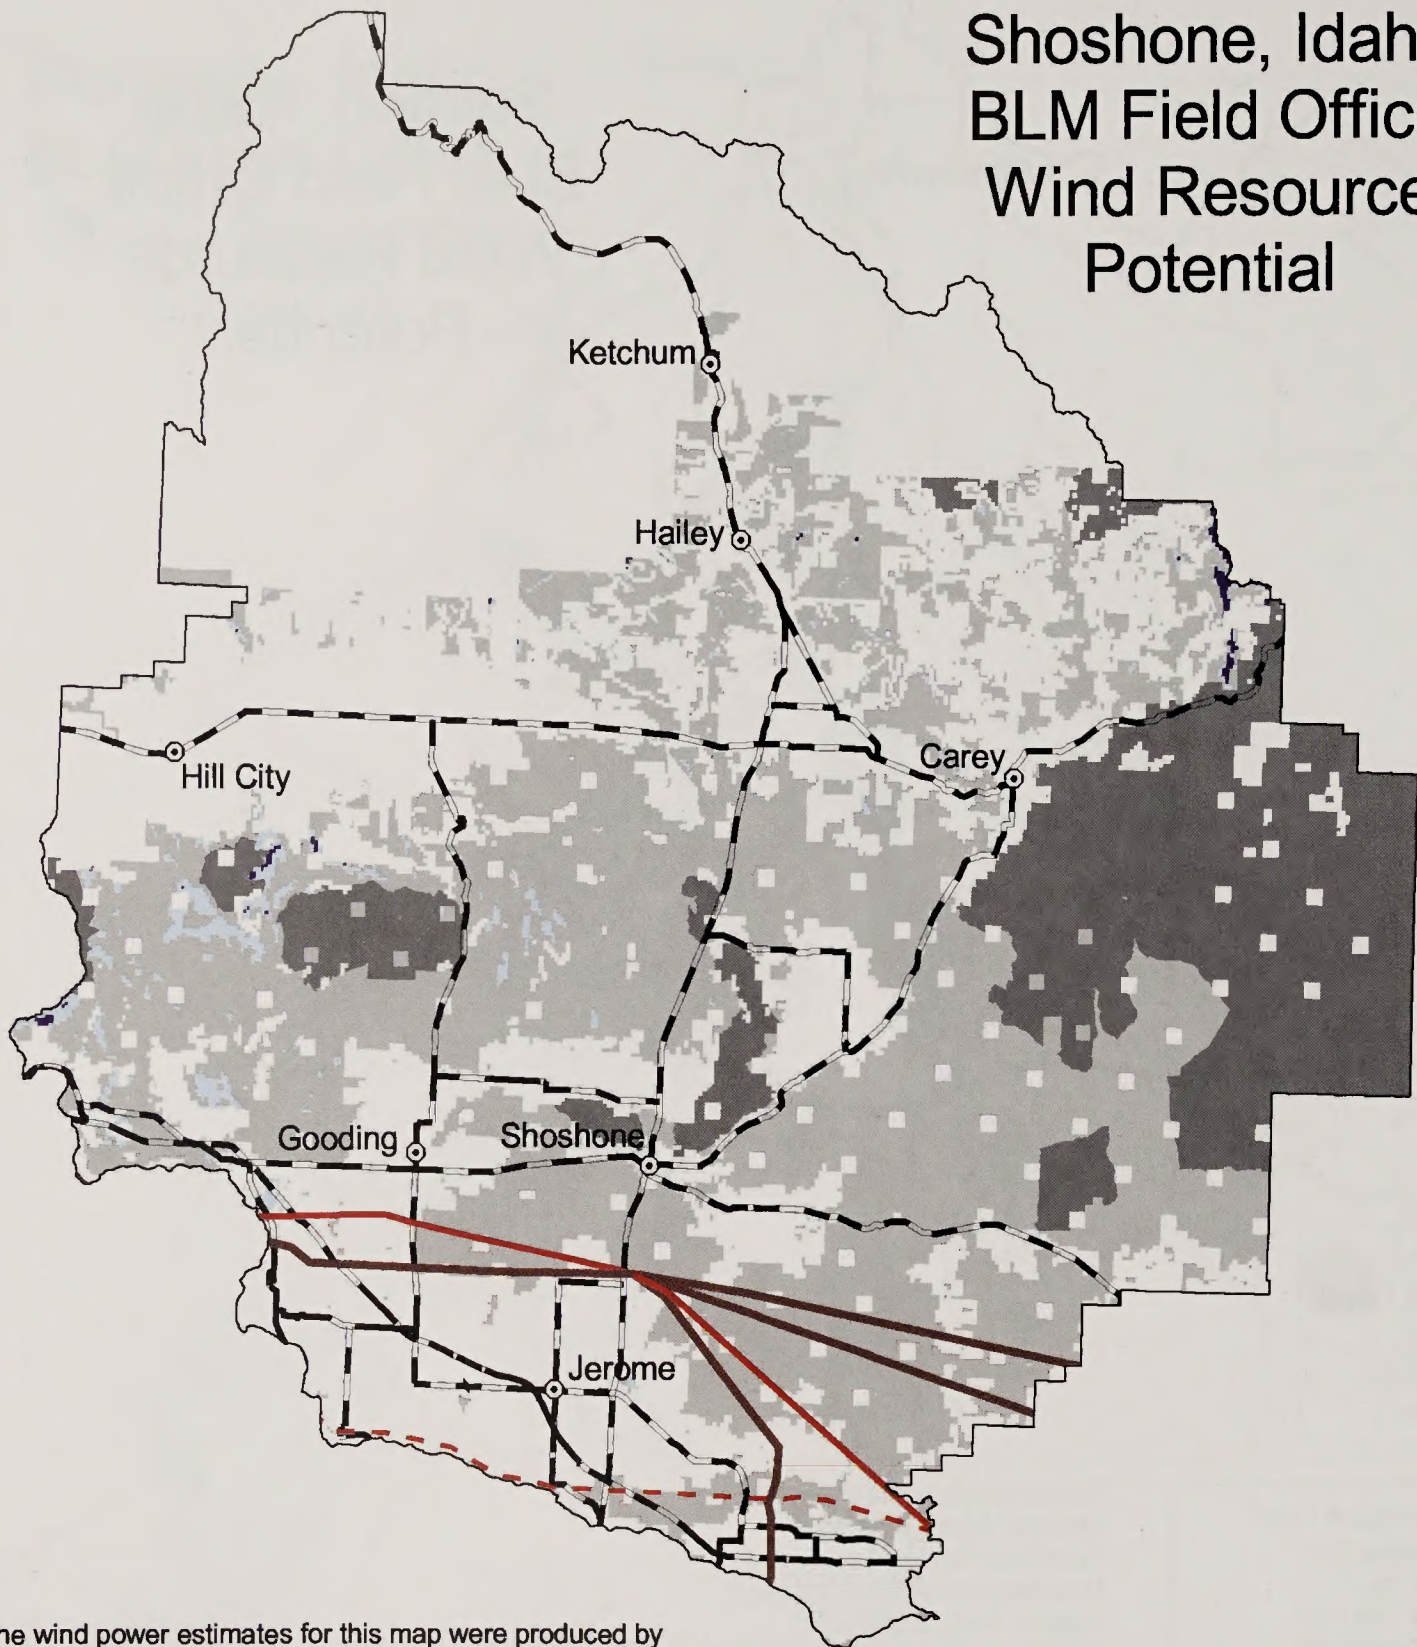 Shoshone, Idah
BLM Field Offic
Wind Resource
Potential
Ketchum
Hailey
Hill City
Carey
Gooding
Shoshone
Jerome
he wind power estimates for this map were produced by